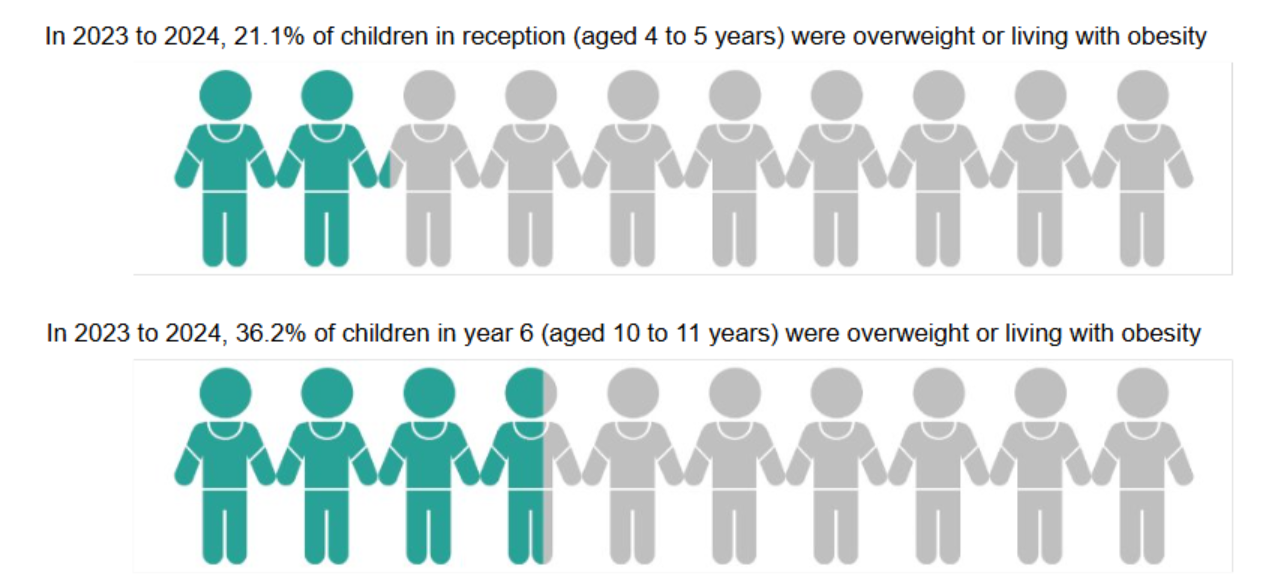 In 2023 to 2024, 21.1% of children in reception (aged 4 to 5 years) were overweight or living with obesity
In 2023 to 2024, 36.2% of children in year 6 (aged 10 to 11 years) were overweight or living with obesity